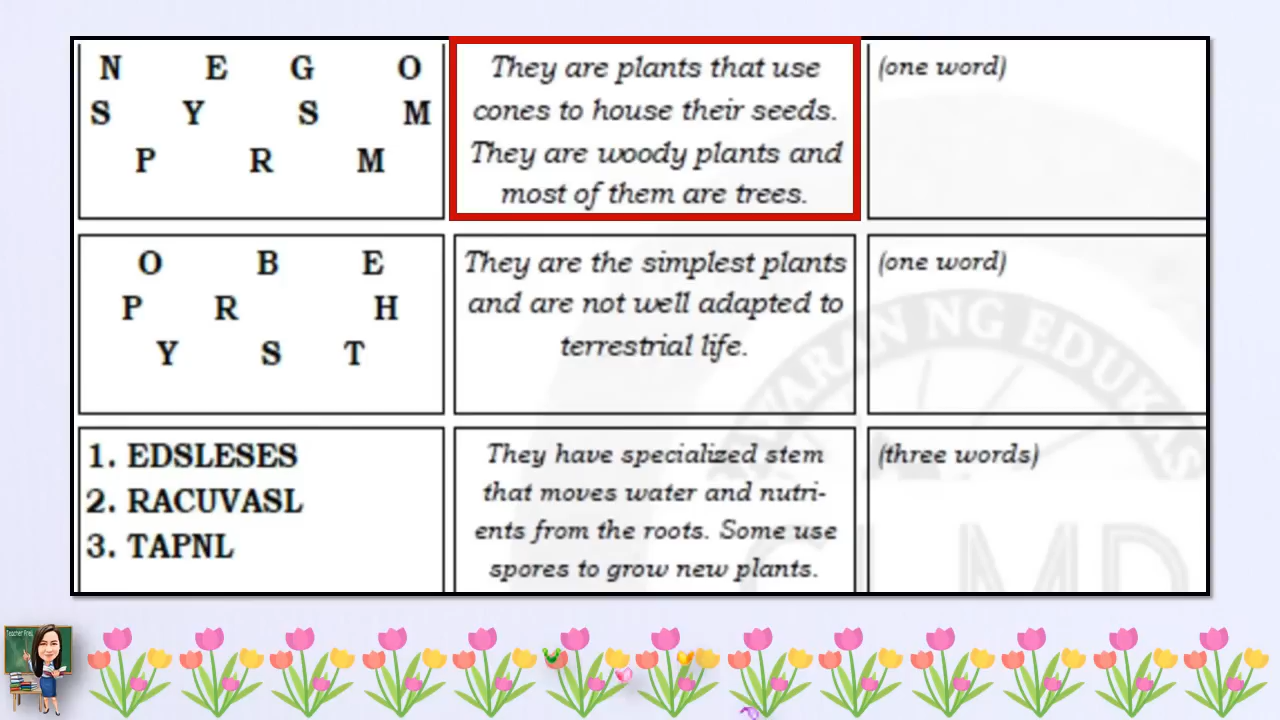 N E G O
S Y S M
P R M
They are plants that use
cones to house their seeds.
They are woody plants and
most of them are trees.
(one word)
O B E
P R H
Y S T
They are the simplest plants
and are not well adapted to
terrestrial life.
(one word)
1. EDSLESES
2. RACUVASL
3. TAPNL
They have specialized stem
that moves water and nutri-
ents from the roots. Some use
spores to grow new plants.
(three words)